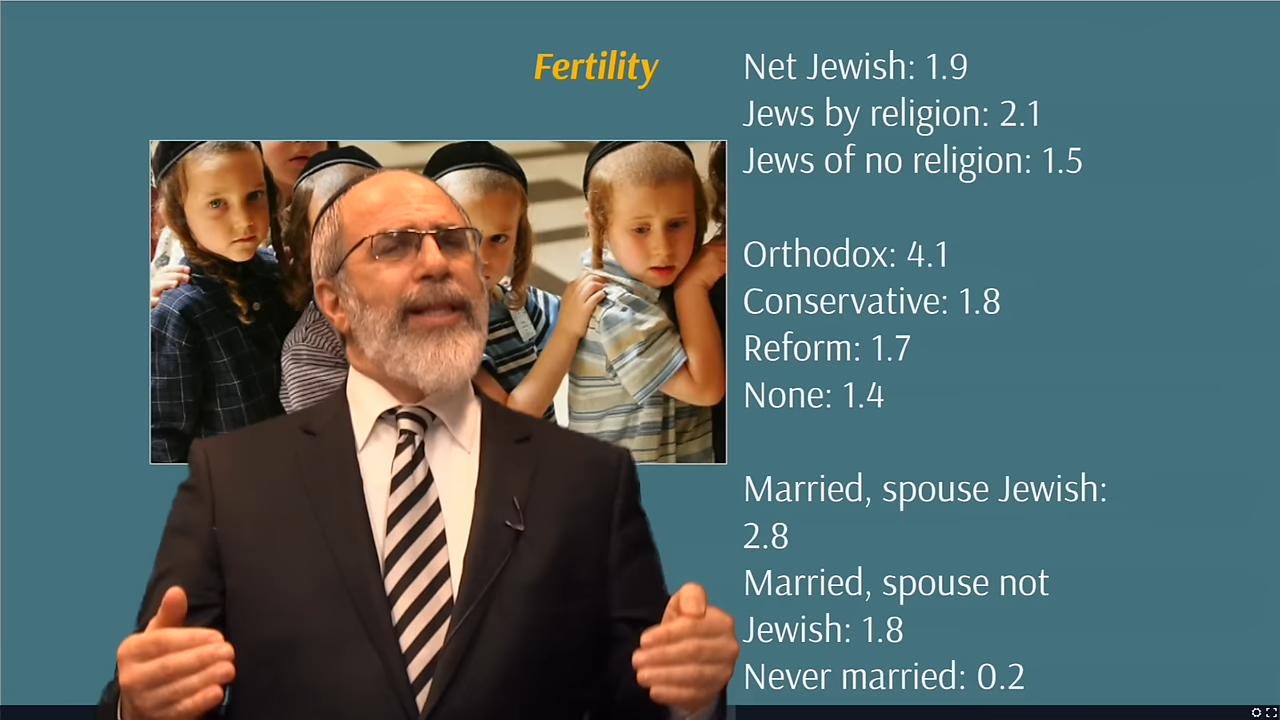 Fertility
Net Jewish: 1.9
Jews by religion: 2.1
Jews of no religion: 1.5
Orthodox: 4.1
Conservative: 1.8
Reform: 1.7
None: 1.4
Married, spouse Jewish:
2.8
Married, spouse not
Jewish: 1.8
Never married: 0.2